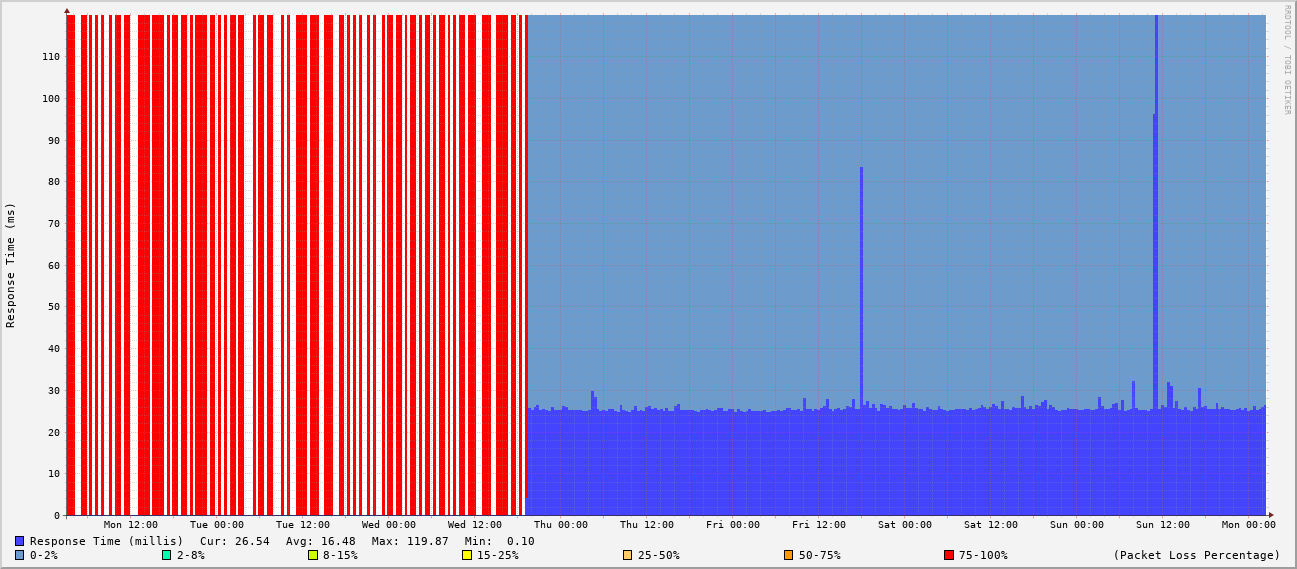 RRDTOOL / TOBI OETIKER
Response Time (ms)
110
100
90
80
70
60
50
40
30
20
10
0
Mon 12:00 Tue 00:00 Tue 12:00 Wed 00:00 Wed 12:00 Thu 00:00 Thu 12:00 Fri 00:00 Fri 12:00 Sat 00:00 Sat 12:00 Sun 00:00 Sun 12:00 Mon 00:00
Response Time (millis) Cur: 26.54 Avg: 16.48 Max: 119.87 Min: 0.10
0-2% 2-8% 8-15% 15-25% 25-50% 50-75% 75-100% (Packet Loss Percentage)